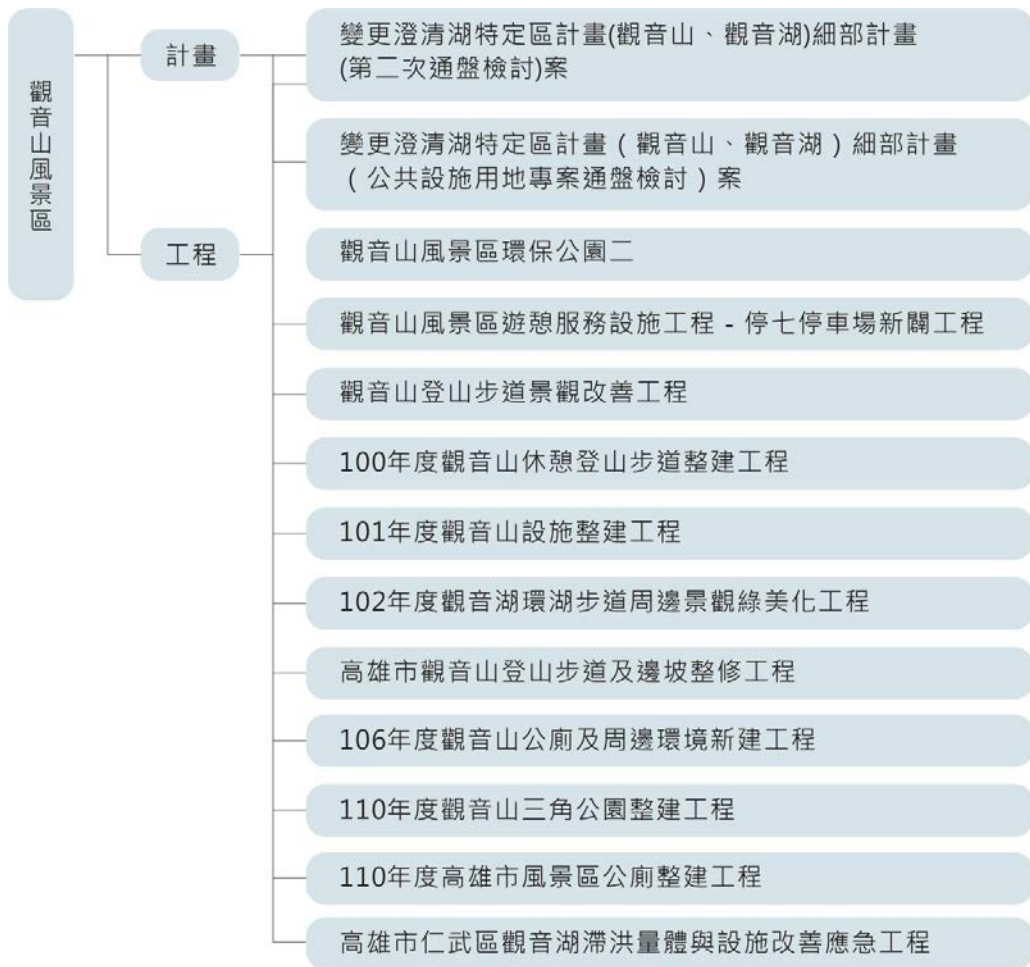 觀音山風景區
計畫
變更澄清湖特定區計畫(觀音山、觀音湖)細部計畫
(第二次通盤檢討)案
變更澄清湖特定區計畫（觀音山、觀音湖）細部計畫
（公共設施用地專案通盤檢討）案
工程
觀音山風景區環保公園二
觀音山風景區遊憩服務設施工程 - 停七停車場新闢工程
觀音山登山步道景觀改善工程
100年度觀音山休憩登山步道整建工程
101年度觀音山設施整建工程
102年度觀音湖環湖步道周邊景觀綠美化工程
高雄市觀音山登山步道及邊坡整修工程
106年度觀音山公廁及周邊環境新建工程
110年度觀音山三角公園整建工程
110年度高雄市風景區公廁整建工程
高雄市仁武區觀音湖滯洪量體與設施改善應急工程